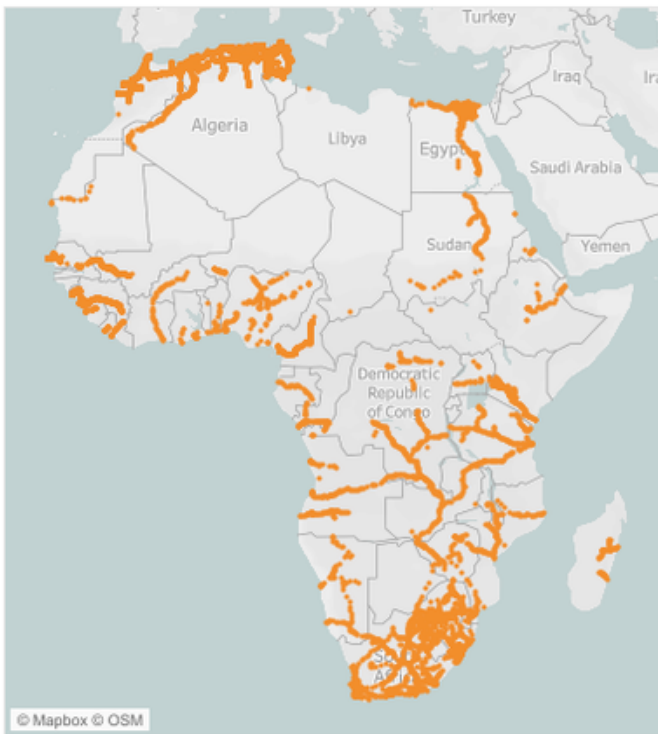 Turkey
Iraq
Ira
Algeria
Libya
Egypt
Saudi Arabia
Sudan
Yemen
Democratic
Republic
of Congo
© Mapbox © OSM